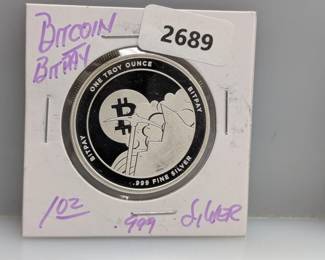 BITCOIN
BITPAY
2689
ONE TROY OUNCE
BITPAY
BITPAY
.999 FINE SILVER
1oz .999 SILVER